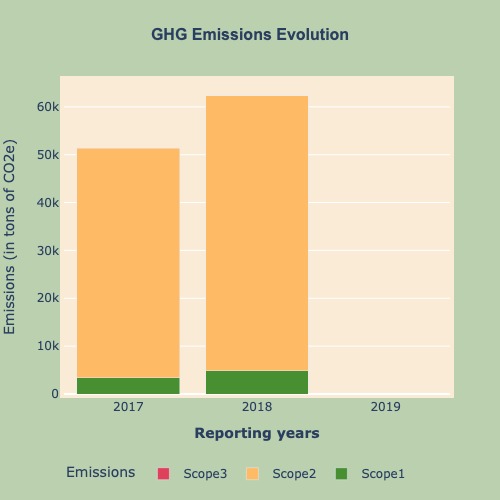 GHG Emissions Evolution
Emissions (in tons of CO2e)
60k
50k
40k
30k
20k
10k
0
2017 2018 2019
Reporting years
Emissions Scope3 Scope2 Scope1